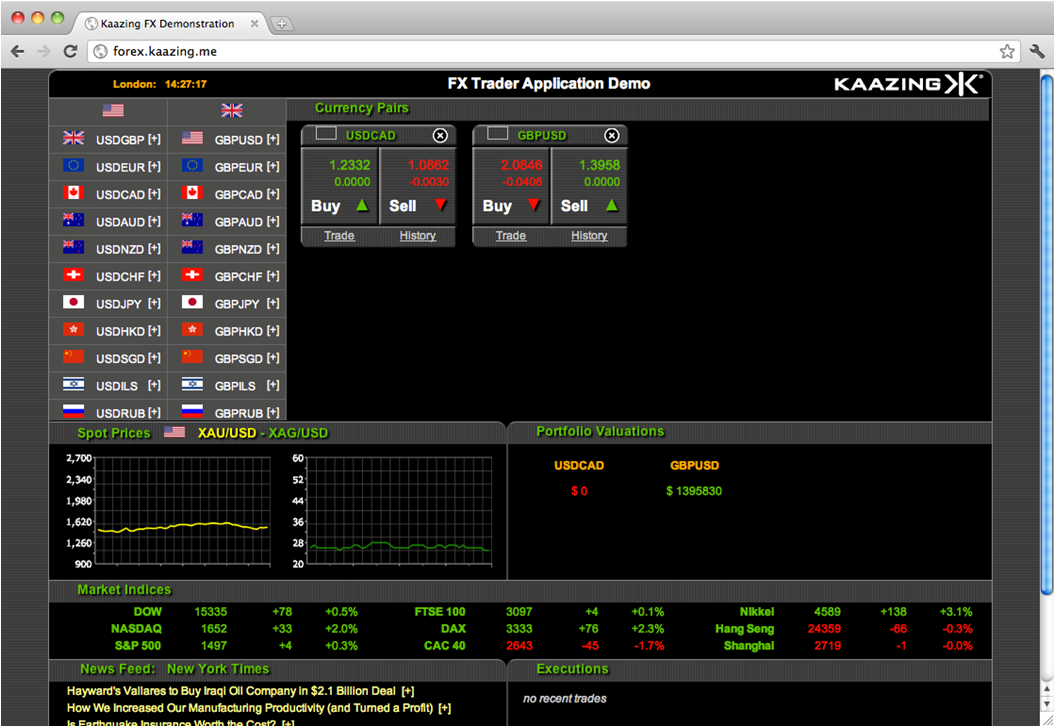 Kaazing FX Demonstration
forex.kaazing.me
London: 14:27:17
FX Trader Application Demo
KAAZING
Currency Pairs
USDGBP [+] GBPUSD [+]
USDEUR [+] GBPEUR [+]
USDCAD [+] GBPCAD [+]
USDAUD [+] GBPAUD [+]
USDNZD [+] GBPNZD [+]
USDCHF [+] GBPCHF [+]
USDJPY [+] GBPJPY [+]
USDHKD [+] GBPHKD [+]
USDSGD [+] GBPSGD [+]
USDILS [+] GBPILS [+]
USDRUB [+] GBPRUB [+]
USDCAD
1.2332 1.0862
0.0000 -0.0030
Buy Sell
Trade History
GBPUSD
2.0846 1.3958
-0.0406 0.0000
Buy Sell
Trade History
Spot Prices XAU/USD - XAG/USD
2,700
2,340
1,980
1,620
1,260
900
60
52
44
36
28
20
Portfolio Valuations
USDCAD GBPUSD
$ 0 $ 1395830
Market Indices
DOW 15335 +78 +0.5% FTSE 100 3097 +4 +0.1% Nikkei 4589 +138 +3.1%
NASDAQ 1652 +33 +2.0% DAX 3333 +76 +2.3% Hang Seng 24359 -66 -0.3%
S&P 500 1497 +4 +0.3% CAC 40 2643 -45 -1.7% Shanghai 2719 -1 -0.0%
News Feed: New York Times
Hayward's Vallares to Buy Iraqi Oil Company in $2.1 Billion Deal [+]
How We Increased Our Manufacturing Productivity (and Turned a Profit) [+]
Is Earthquake Insurance Worth the Cost? [+]
Executions
no recent trades